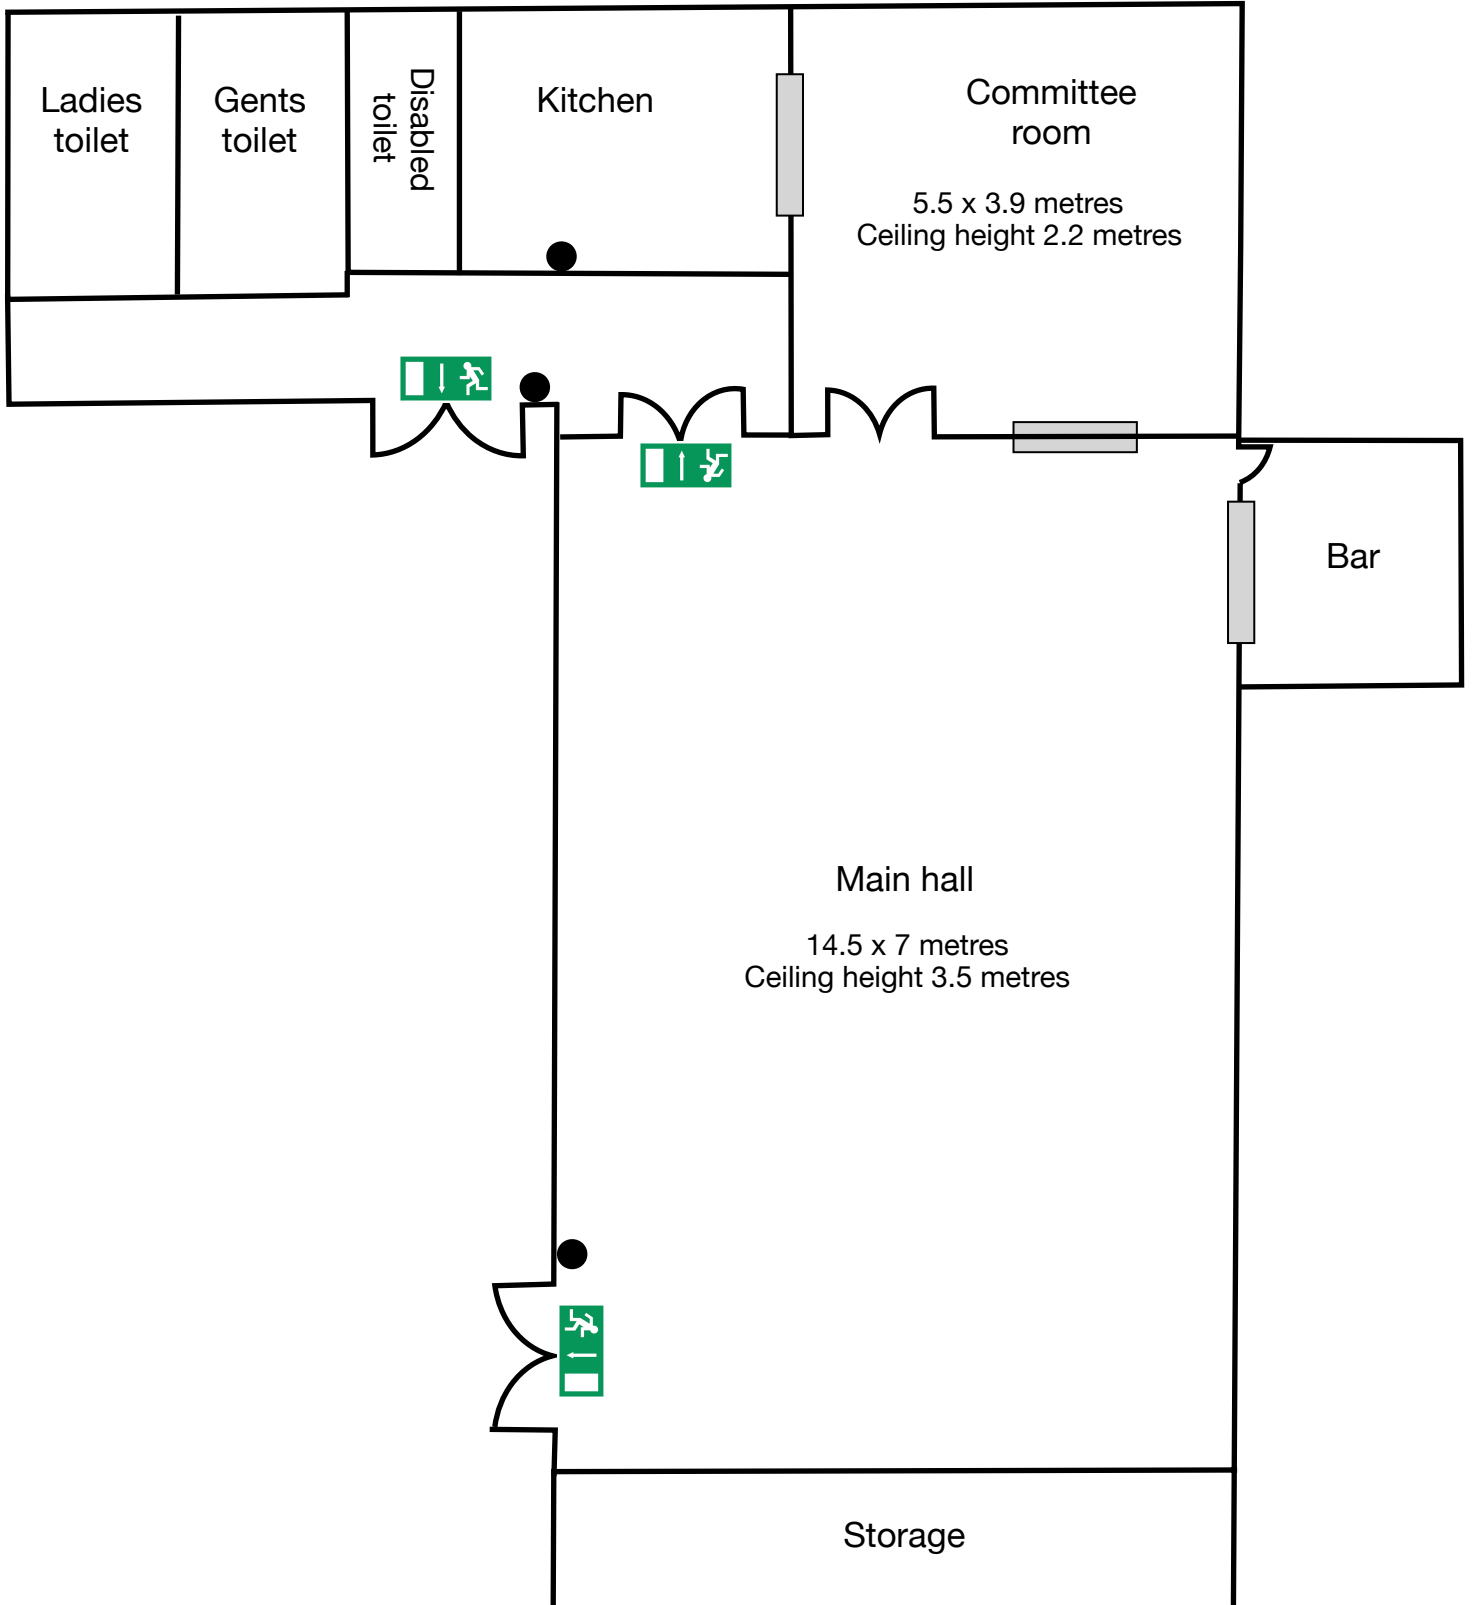 Ladies
toilet
Gents
toilet
Disabled
toilet
Kitchen
Committee
room
5.5 x 3.9 metres
Ceiling height 2.2 metres
Bar
Main hall
14.5 x 7 metres
Ceiling height 3.5 metres
Storage